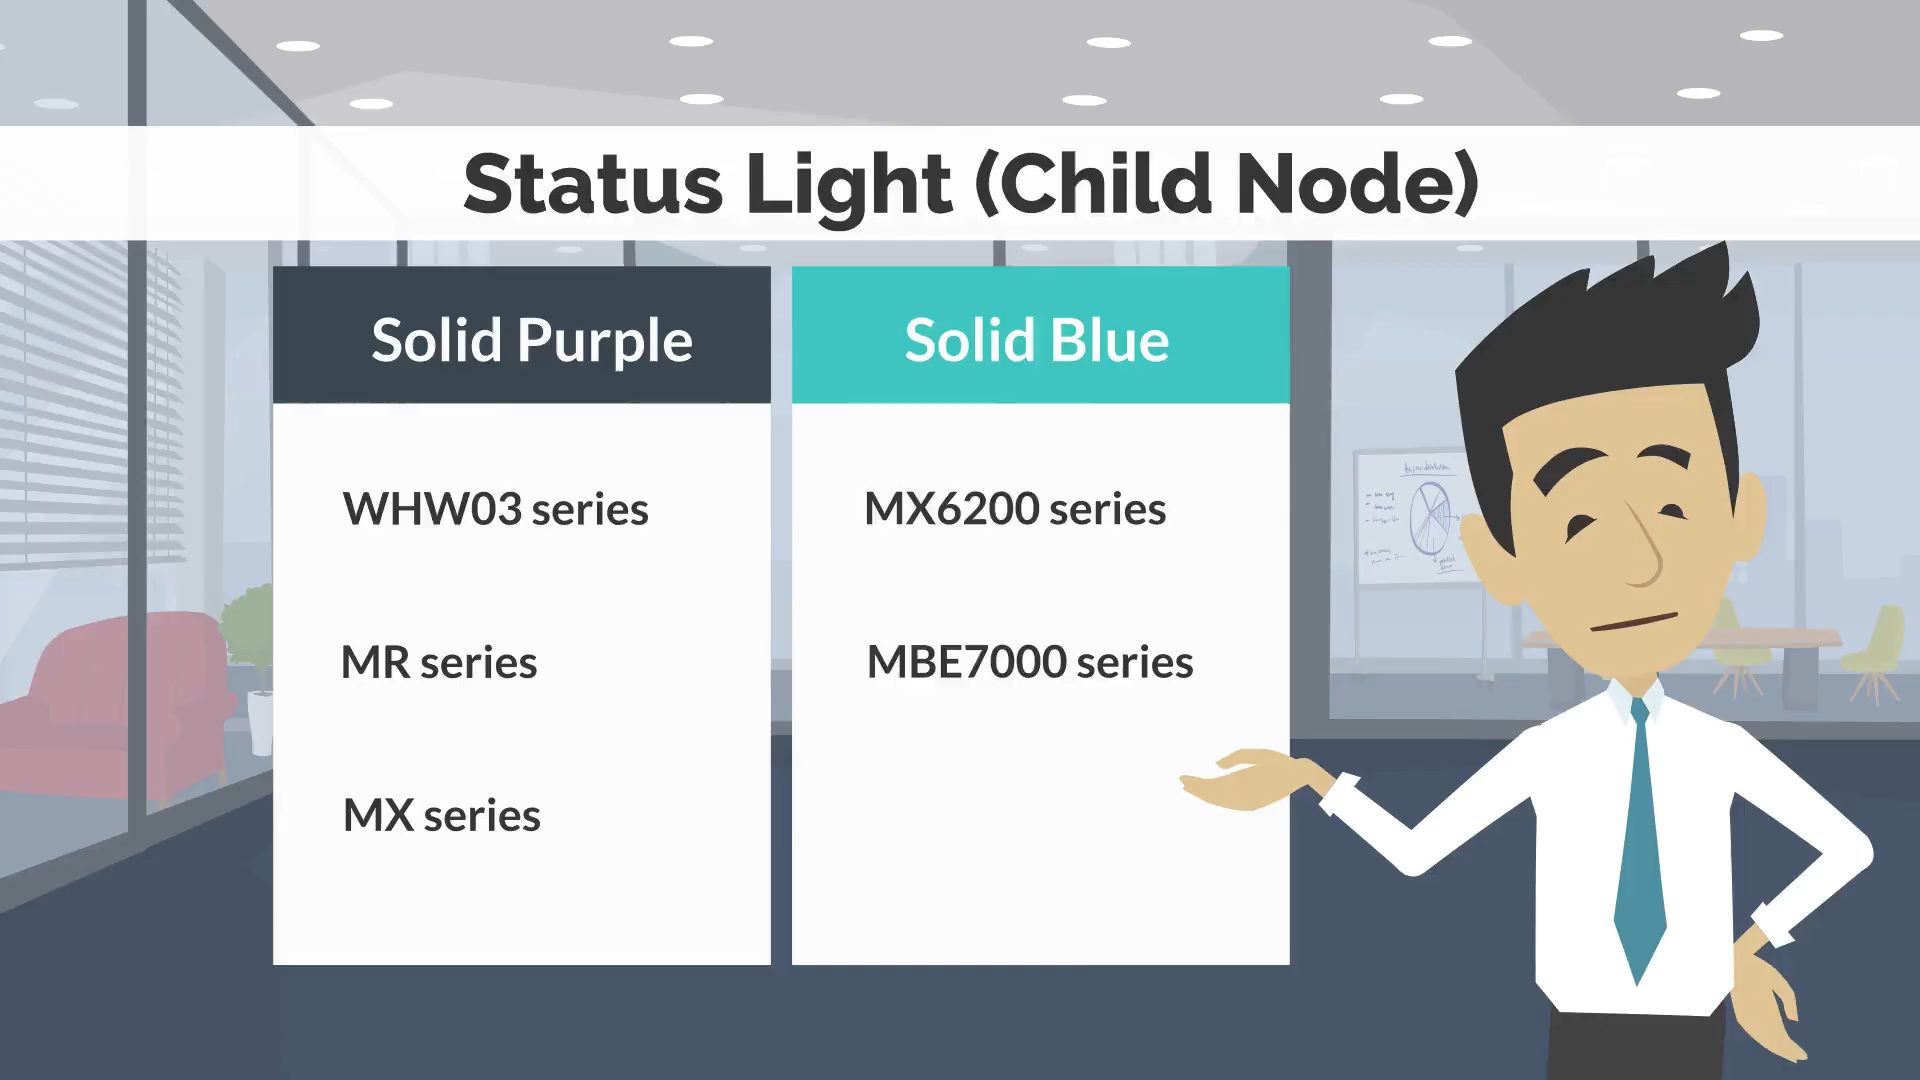 Status Light (Child Node)
Solid Purple
WHW03 series
MR series
MX series
Solid Blue
MX6200 series
MBE7000 series